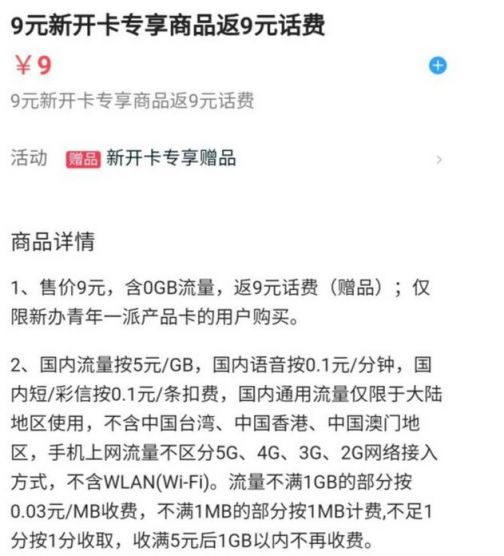 9元新开卡专享商品返9元话费
￥9
9元新开卡专享商品返9元话费
活动 赠品 新开卡专享赠品
商品详情
1、售价9元，含0GB流量，返9元话费（赠品）；仅
限新办青年一派产品卡的用户购买。
2、国内流量按5元/GB，国内语音按0.1元/分钟，国
内短/彩信按0.1元/条扣费，国内通用流量仅限于大陆
地区使用，不含中国台湾、中国香港、中国澳门地
区，手机上网流量不区分5G、4G、3G、2G网络接入
方式，不含WLAN(Wi-Fi)。流量不满1GB的部分按
0.03元/MB收费，不满1MB的部分按1MB计费,不足1
分按1分收取，收满5元后1GB以内不再收费。